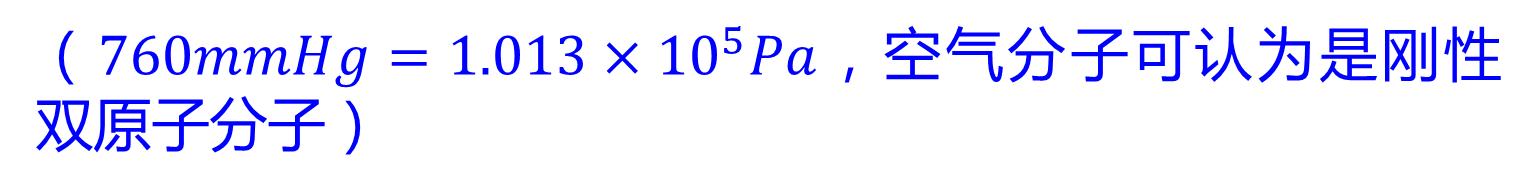 （760mmHg = 1.013 × 10⁵Pa，空气分子可认为是刚性
双原子分子）